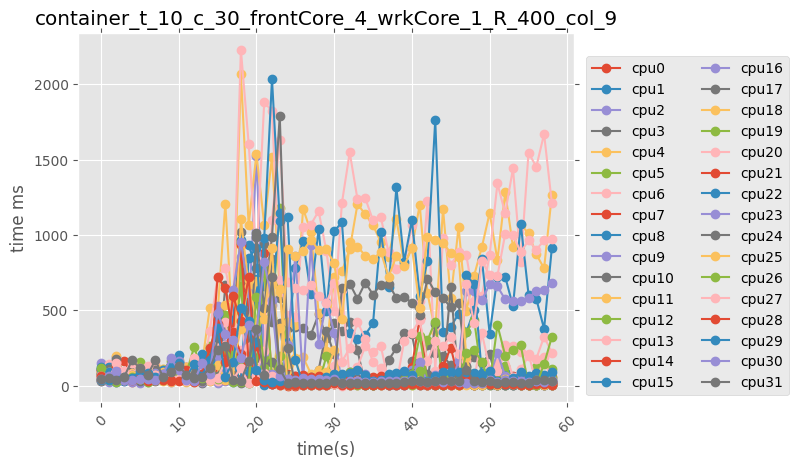 container_t_10_c_30_frontCore_4_wrkCore_1_R_400_col_9
time ms
2000
1500
1000
500
0
0
10
20
30
40
50
60
time(s)
cpu0
cpu1
cpu2
cpu3
cpu4
cpu5
cpu6
cpu7
cpu8
cpu9
cpu10
cpu11
cpu12
cpu13
cpu14
cpu15
cpu16
cpu17
cpu18
cpu19
cpu20
cpu21
cpu22
cpu23
cpu24
cpu25
cpu26
cpu27
cpu28
cpu29
cpu30
cpu31